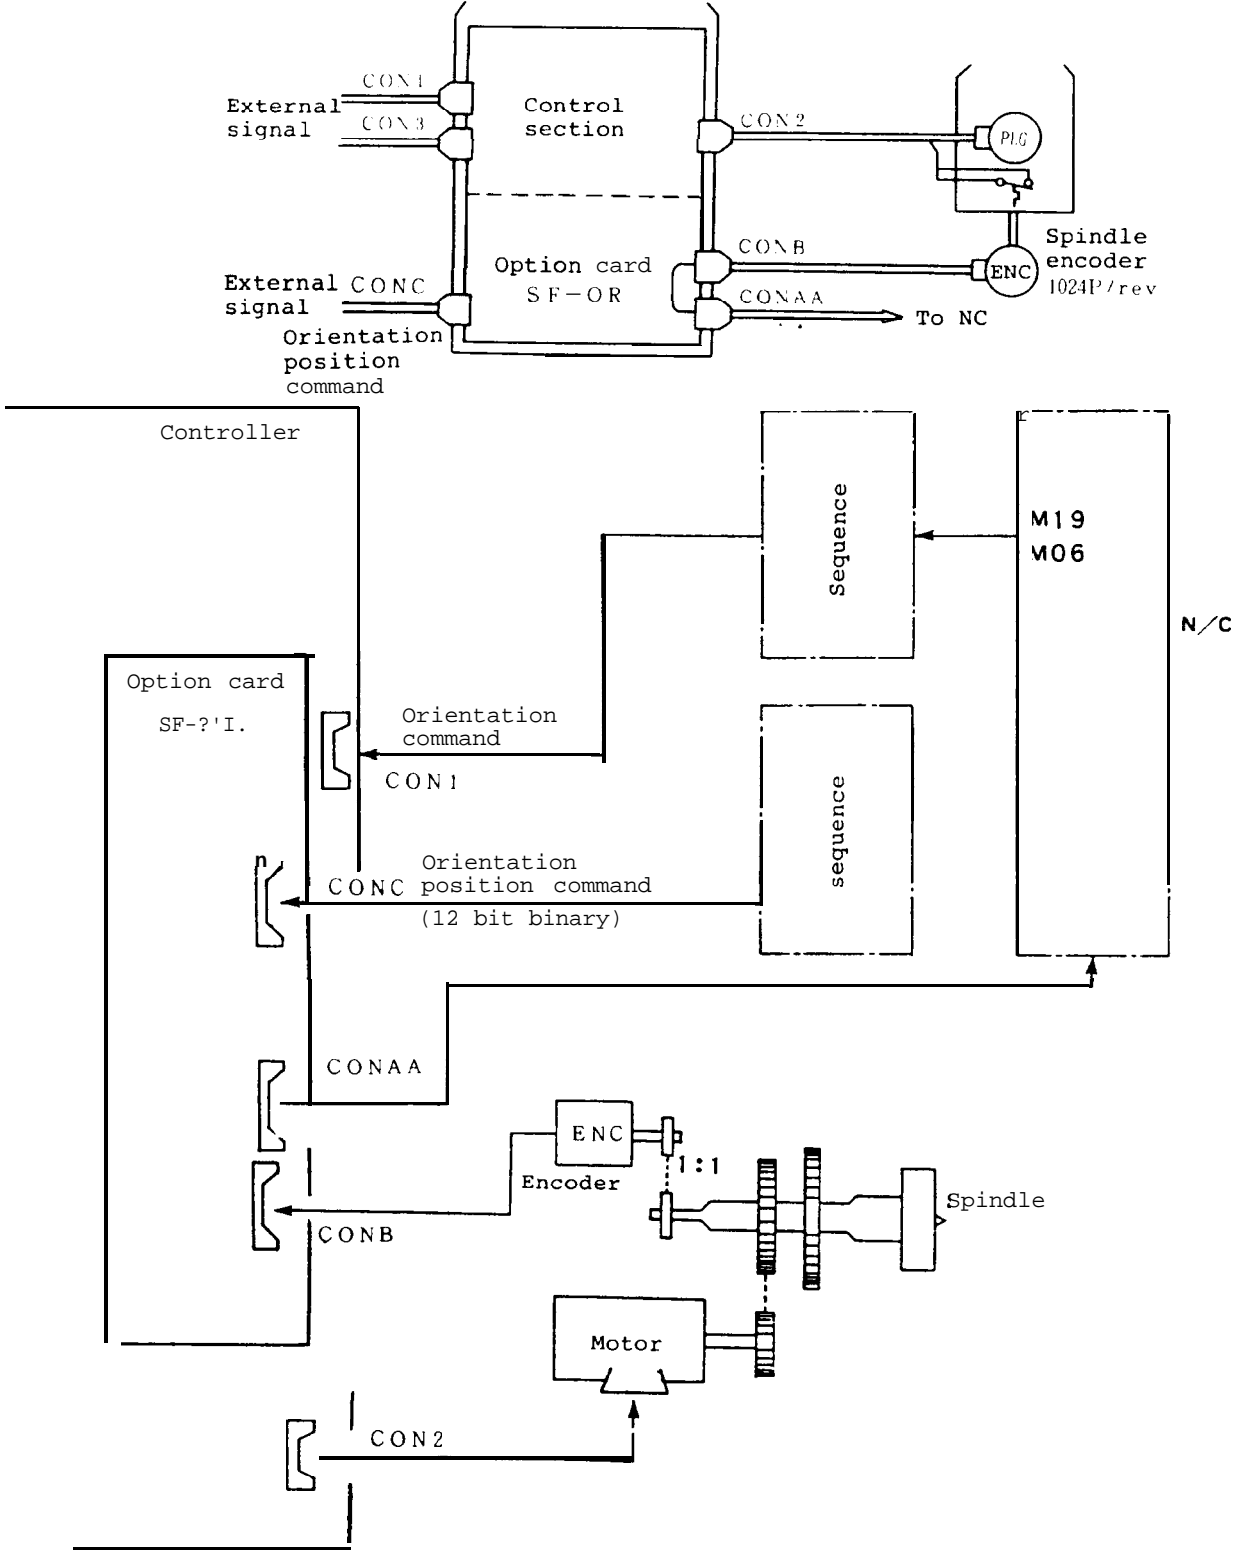 CON1
External
signal
CON3
Control
section
CON2
PLG
CONB
Spindle
encoder
1024P/rev
ENC
Option card
SF-OR
External
signal
CONC
CONAA
To NC
Orientation
position
command
Controller
Sequence
M19
M06
N/C
Option card
SF-?'I.
Orientation
command
CON1
sequence
n
Orientation
CONC position command
(12 bit binary)
CONAA
ENC
1:1
Encoder
Spindle
CONB
Motor
CON2